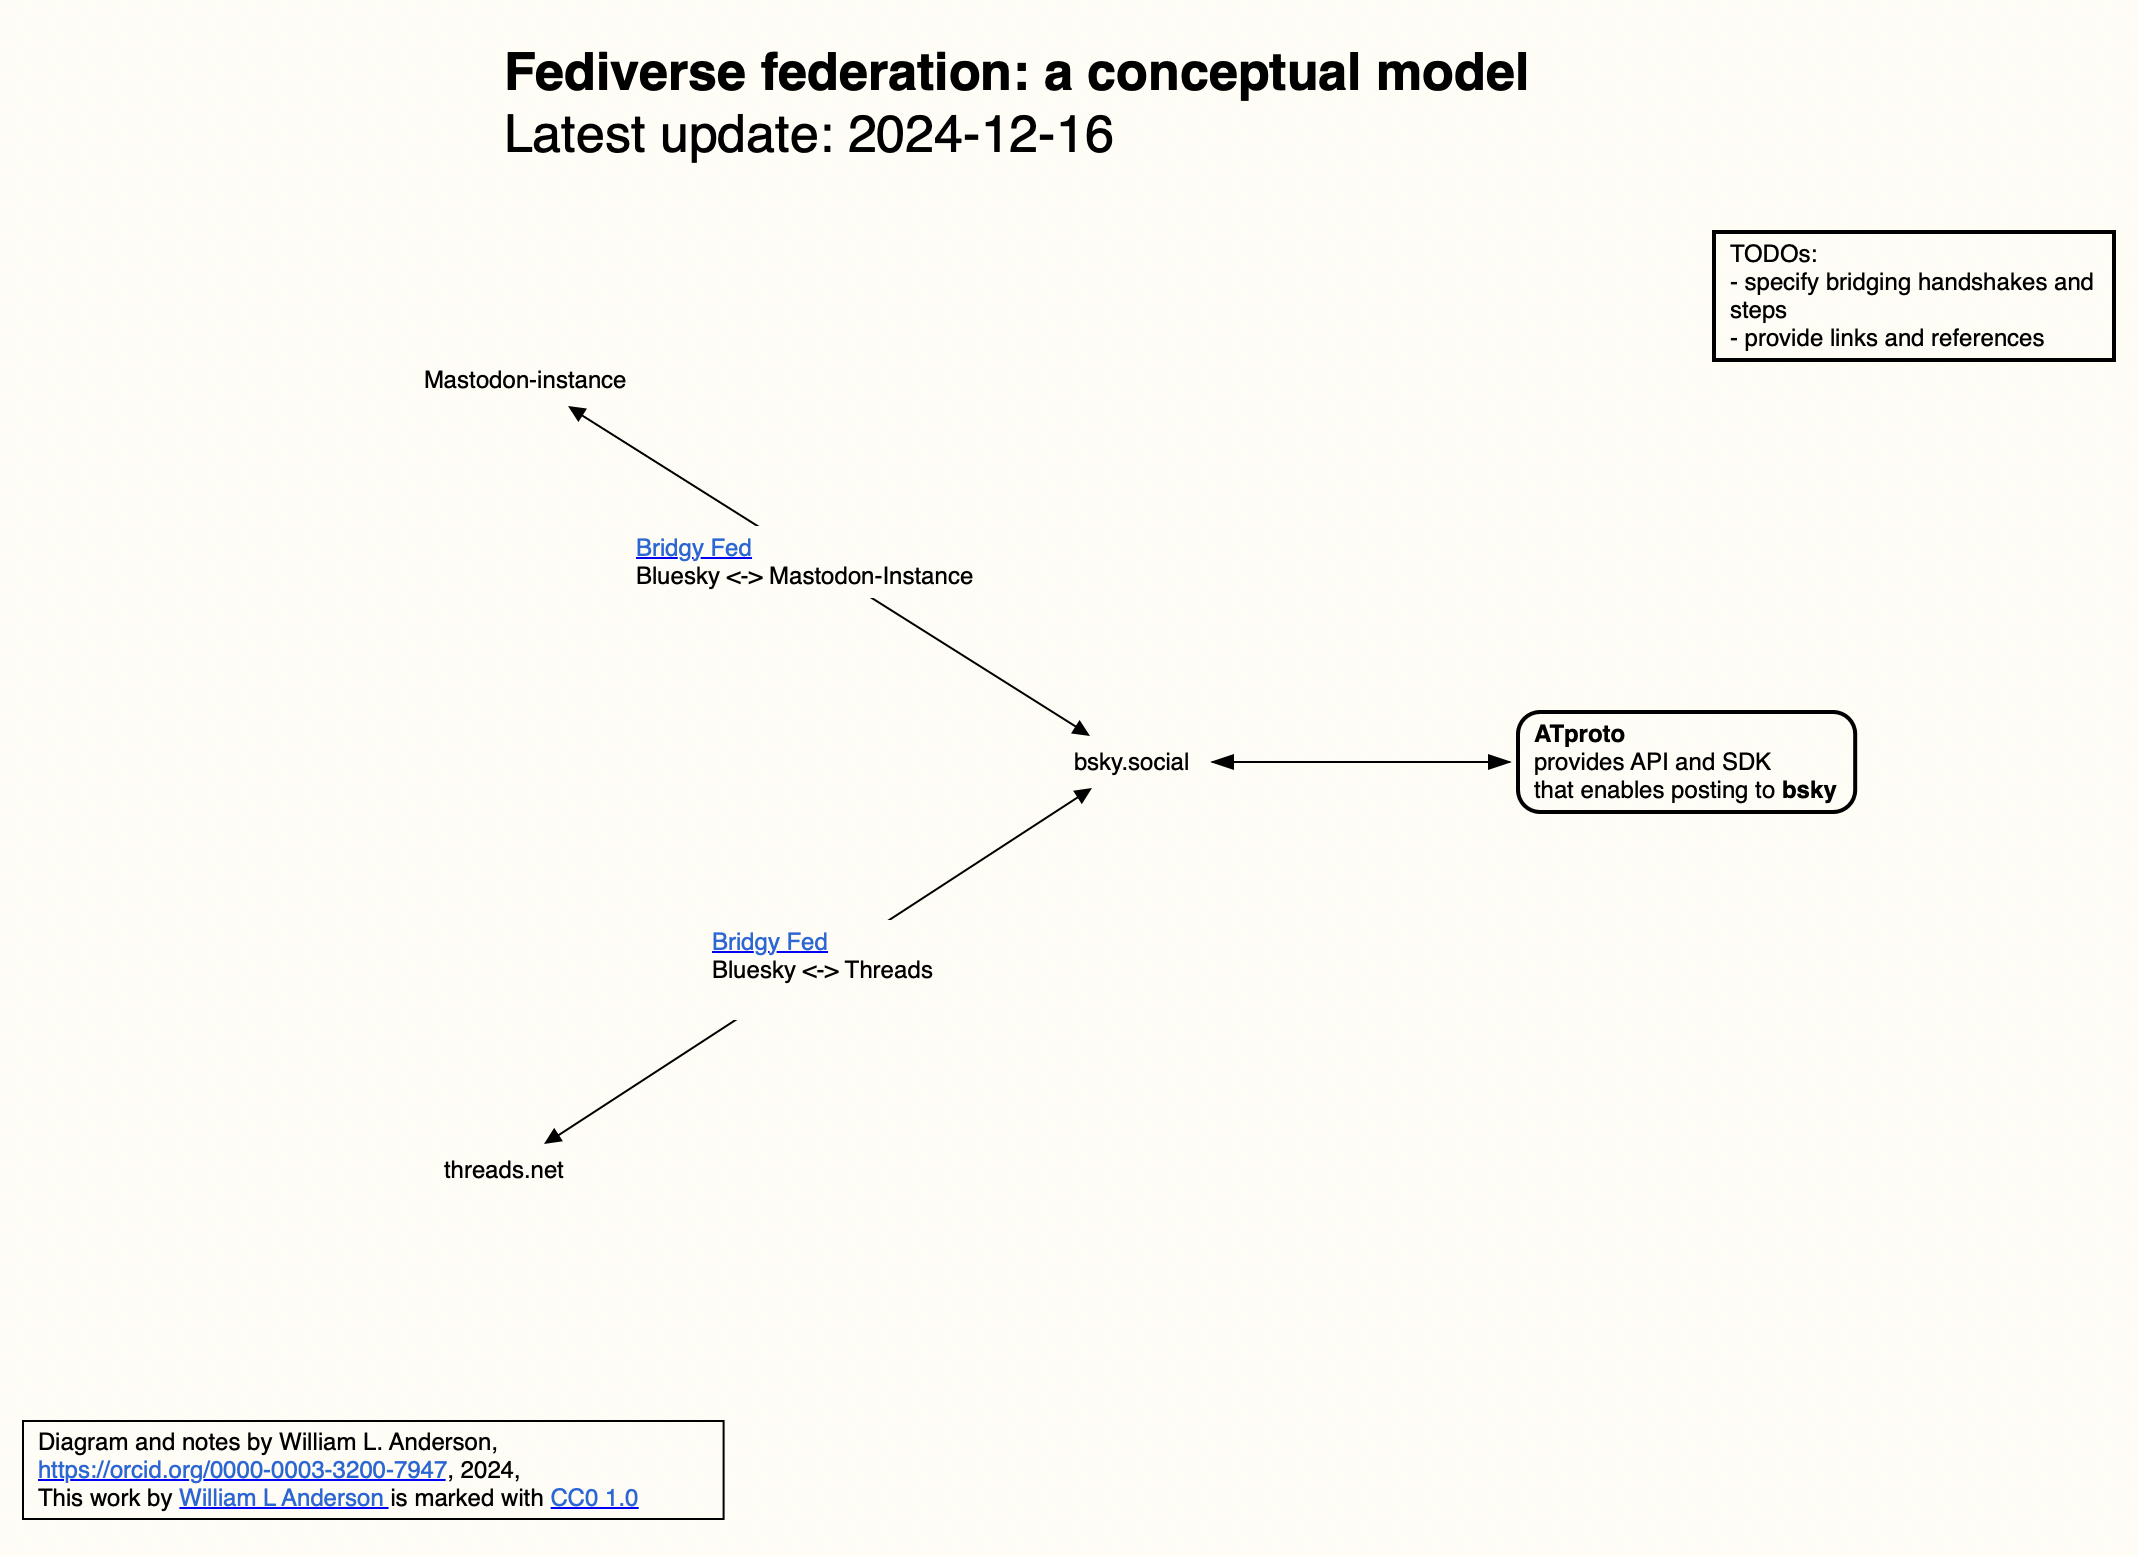 Fediverse federation: a conceptual model
Latest update: 2024-12-16
TODOs:
- specify bridging handshakes and
steps
- provide links and references
Mastodon-instance
Bridgy Fed
Bluesky <-> Mastodon-Instance
bsky.social
ATproto
provides API and SDK
that enables posting to bsky
Bridgy Fed
Bluesky <-> Threads
threads.net
Diagram and notes by William L. Anderson,
https://orcid.org/0000-0003-3200-7947, 2024,
This work by William L Anderson is marked with CC0 1.0